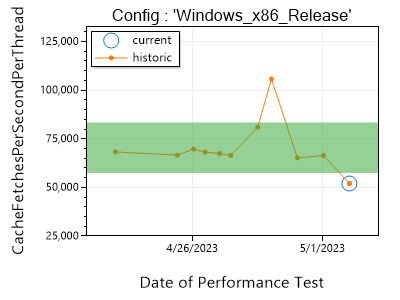 Config : 'Windows_x86_Release'
125,000
100,000
75,000
50,000
25,000
CacheFetchesPerSecondPerThread
current
historic
4/26/2023
5/1/2023
Date of Performance Test